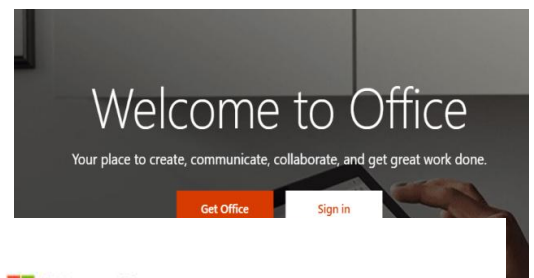 Welcome to Office
Your place to create, communicate, collaborate, and get great work done.
Get Office
Sign in